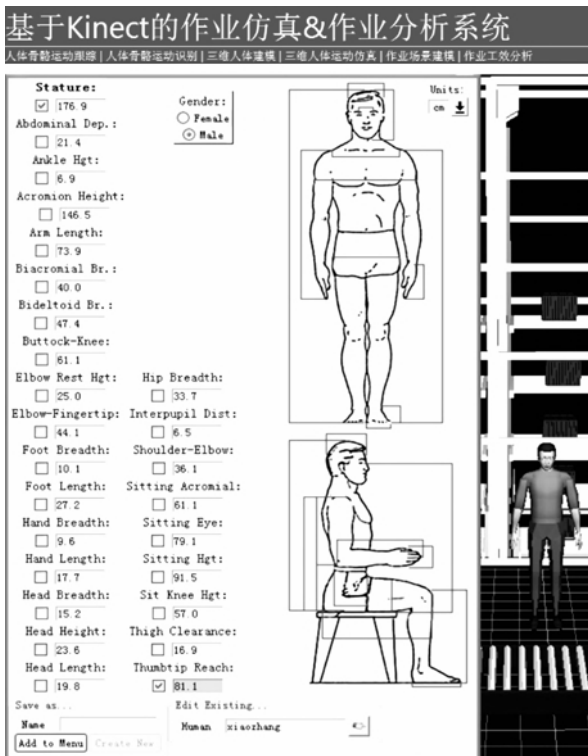 基于Kinect的作业仿真&作业分析系统
人体骨骼运动跟踪 | 人体骨骼运动识别 | 三维人体建模 | 三维人体运动仿真 | 作业场景建模 | 作业工效分析
Stature:
176.9
Gender:
Female
Male
Units:
cm
Abdominal Dep.:
21.4
Ankle Hgt:
6.9
Acromion Height:
146.5
Arm Length:
73.9
Biacromial Br.:
40.0
Bideltoid Br.:
47.4
Buttock-Knee:
61.1
Elbow Rest Hgt: Hip Breadth:
25.0 33.7
Elbow-Fingertip: Interpupil Dist:
44.1 6.5
Foot Breadth: Shoulder-Elbow:
10.1 36.1
Foot Length: Sitting Acromial:
27.2 61.1
Hand Breadth: Sitting Eye:
9.6 79.1
Hand Length: Sitting Hgt:
17.7 91.5
Head Breadth: Sit Knee Hgt:
15.2 57.0
Head Height: Thigh Clearance:
23.6 16.9
Head Length: Thumbtip Reach:
19.8 81.1
Save as... Edit Existing...
Name Human xiaozhang
Add to Menu Create New